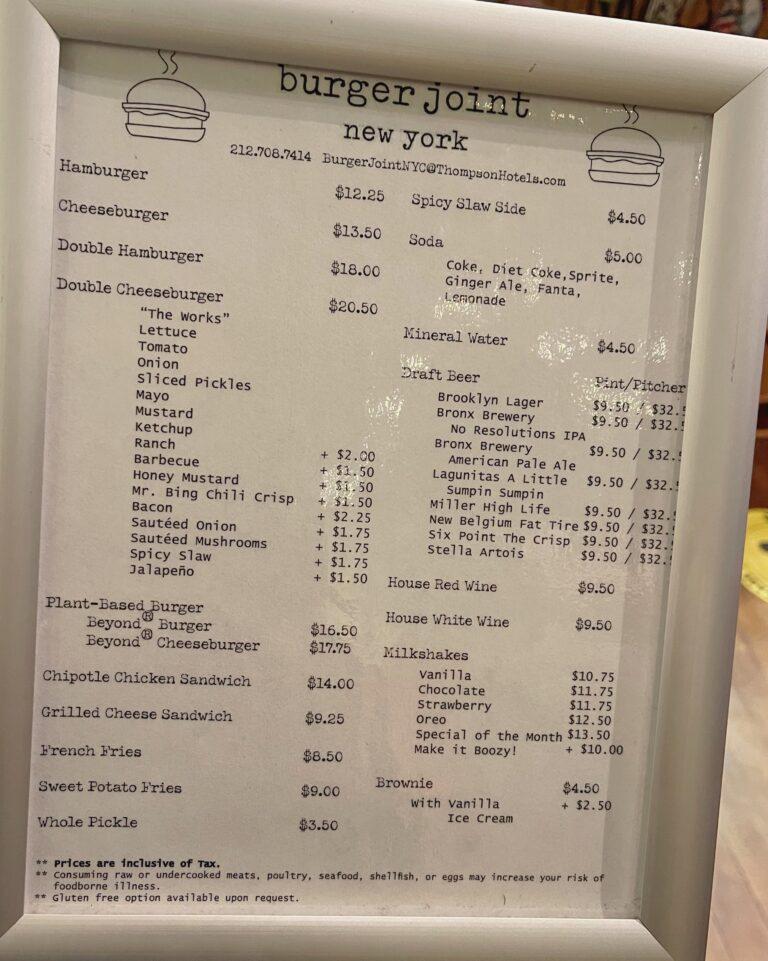 burger joint
new york
212.708.7414 BurgerJointNYC@ThompsonHotels.com
Hamburger $12.25
Cheeseburger $13.50
Double Hamburger $18.00
Double Cheeseburger $20.50
"The Works"
Lettuce
Tomato
Onion
Sliced Pickles
Mayo
Mustard
Ketchup
Ranch + $2.00
Barbecue + $1.50
Honey Mustard + $1.50
Mr. Bing Chili Crisp + $1.50
Bacon + $2.25
Sautéed Onion + $1.75
Sautéed Mushrooms + $1.75
Spicy Slaw + $1.75
Jalapeño + $1.50
Plant-Based Burger
Beyond® Burger $16.50
Beyond® Cheeseburger $17.75
Chipotle Chicken Sandwich $14.00
Grilled Cheese Sandwich $9.25
French Fries $8.50
Sweet Potato Fries $9.00
Whole Pickle $3.50
Spicy Slaw Side $4.50
Soda $5.00
Coke, Diet Coke,Sprite,
Ginger Ale, Fanta,
Lemonade
Mineral Water $4.50
Draft Beer Pint/Pitcher
Brooklyn Lager $9.50 / $32.
Bronx Brewery $9.50 / $32.
No Resolutions IPA
Bronx Brewery $9.50 / $32.
American Pale Ale
Lagunitas A Little $9.50 / $32.
Sumpin Sumpin
Miller High Life $9.50 / $32.
New Belgium Fat Tire $9.50 / $32.
Six Point The Crisp $9.50 / $32.
Stella Artois $9.50 / $32.
House Red Wine $9.50
House White Wine $9.50
Milkshakes
Vanilla $10.75
Chocolate $11.75
Strawberry $11.75
Oreo $12.50
Special of the Month $13.50
Make it Boozy! + $10.00
Brownie $4.50
With Vanilla + $2.50
Ice Cream
** Prices are inclusive of Tax.
** Consuming raw or undercooked meats, poultry, seafood, shellfish, or eggs may increase your risk of
foodborne illness.
** Gluten free option available upon request.